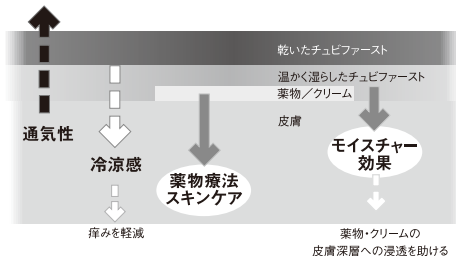 乾いたチュビファースト
温かく湿らしたチュビファースト
薬物／クリーム
皮膚
通気性
冷涼感
痒みを軽減
薬物療法
スキンケア
モイスチャー
効果
薬物・クリームの
皮膚深層への浸透を助ける